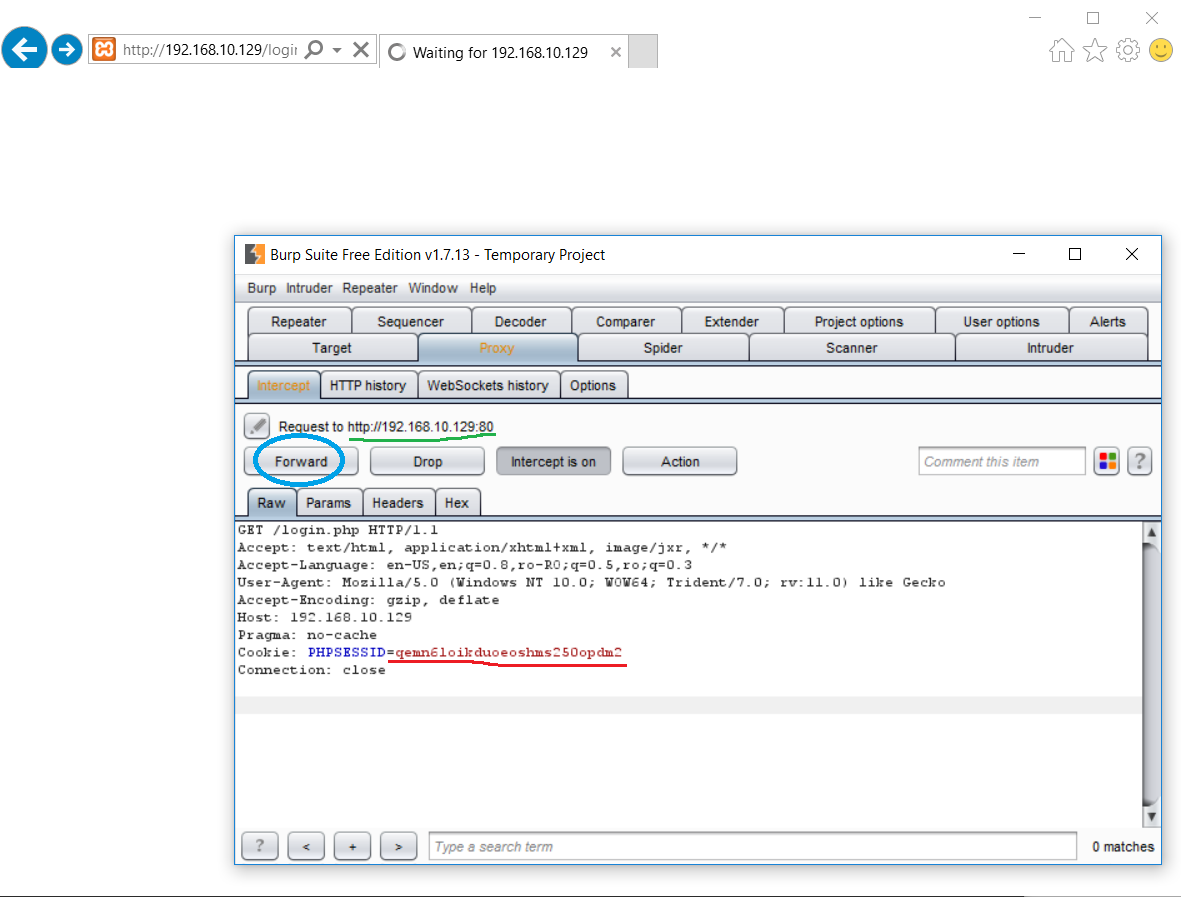 http://192.168.10.129/login
Waiting for 192.168.10.129
Burp Suite Free Edition v1.7.13 - Temporary Project
Burp Intruder Repeater Window Help
Repeater Sequencer Decoder Comparer Extender Project options User options Alerts
Target Proxy Spider Scanner Intruder
Intercept HTTP history WebSockets history Options
Request to http://192.168.10.129:80
Forward Drop Intercept is on Action Comment this item ?
Raw Params Headers Hex
GET /login.php HTTP/1.1
Accept: text/html, application/xhtml+xml, image/jxr, */*
Accept-Language: en-US,en;q=0.8,ro-RO;q=0.5,ro;q=0.3
User-Agent: Mozilla/5.0 (Windows NT 10.0; WOW64; Trident/7.0; rv:11.0) like Gecko
Accept-Encoding: gzip, deflate
Host: 192.168.10.129
Pragma: no-cache
Cookie: PHPSESSID=qemn6loikduoeoshms250opdm2
Connection: close
? < + > Type a search term 0 matches